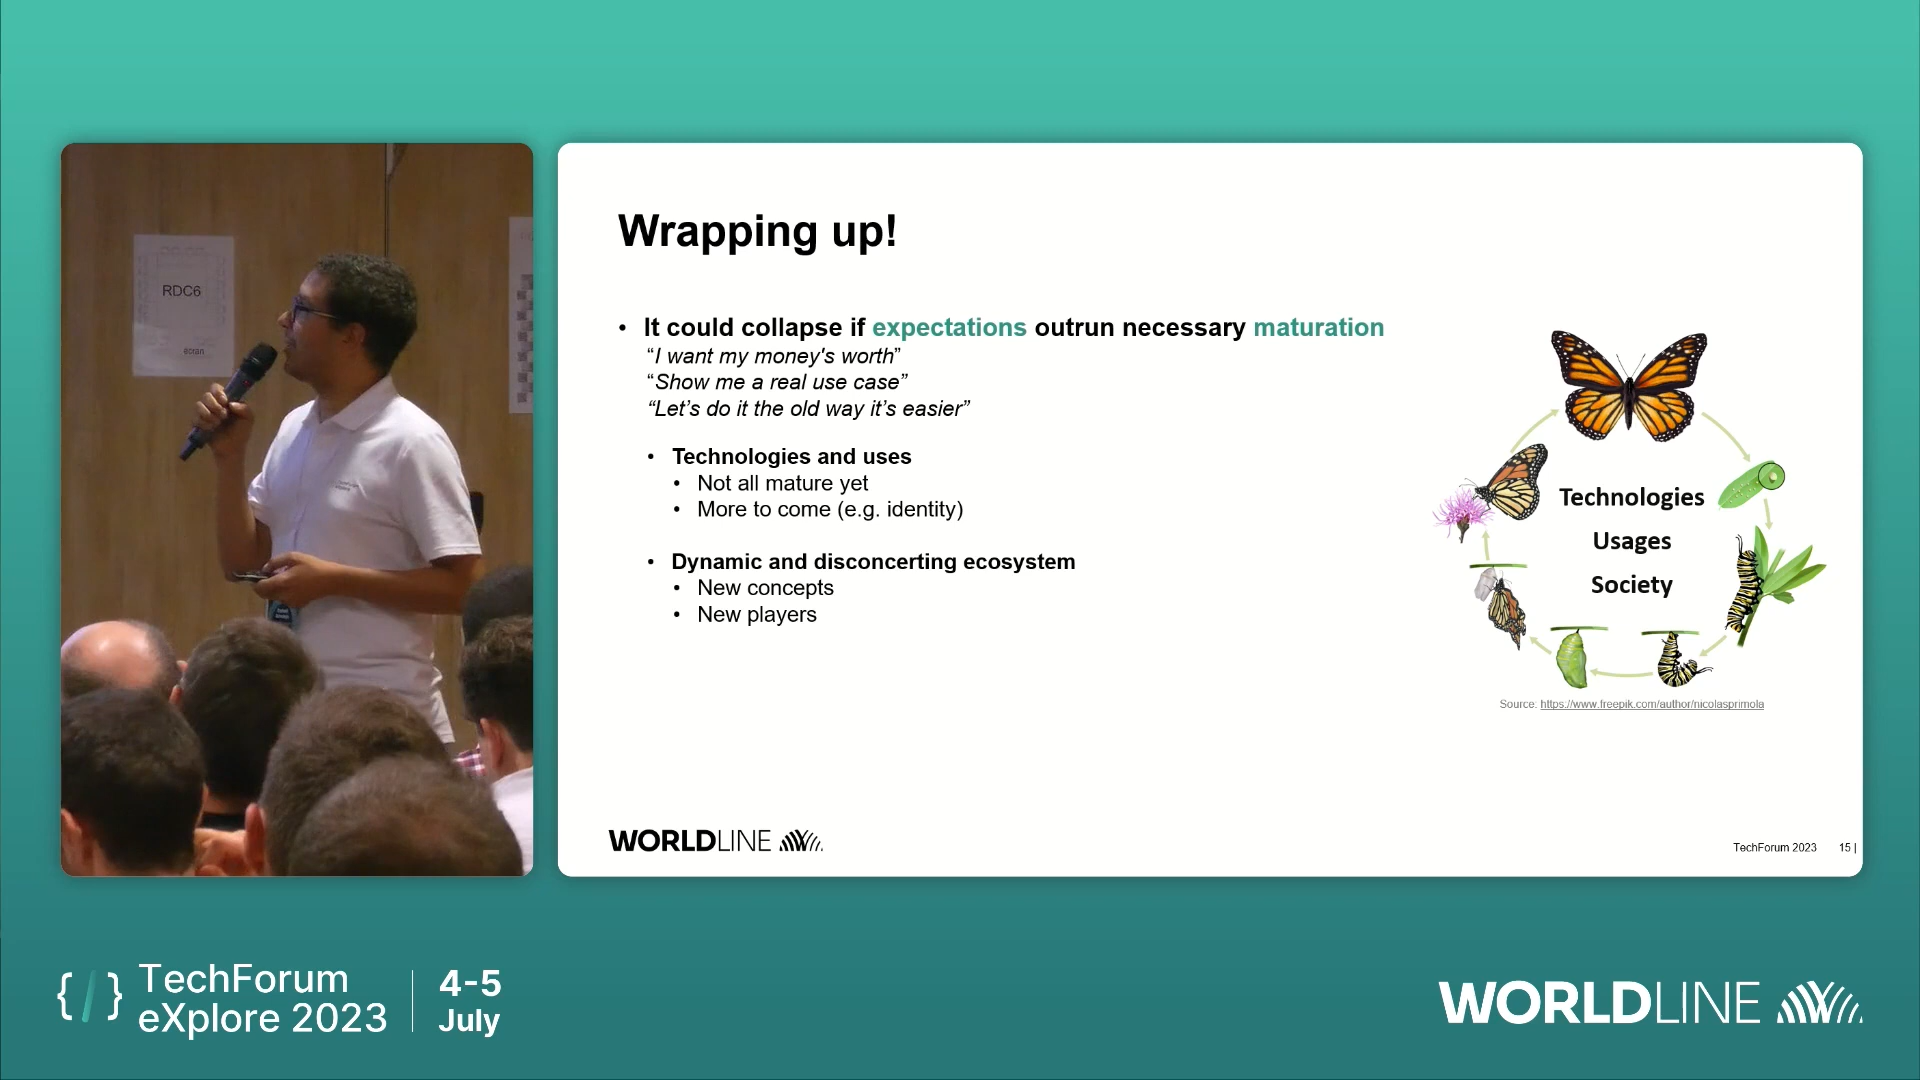 RDC6
écran
Wrapping up!
• It could collapse if expectations outrun necessary maturation
“I want my money's worth”
“Show me a real use case”
“Let’s do it the old way it’s easier”
• Technologies and uses
• Not all mature yet
• More to come (e.g. identity)
• Dynamic and disconcerting ecosystem
• New concepts
• New players
Technologies
Usages
Society
Source: https://www.freepik.com/author/nicolasprimola
WORLDLINE
TechForum 2023 15 |
{/} TechForum
eXplore 2023
4-5
July
WORLDLINE